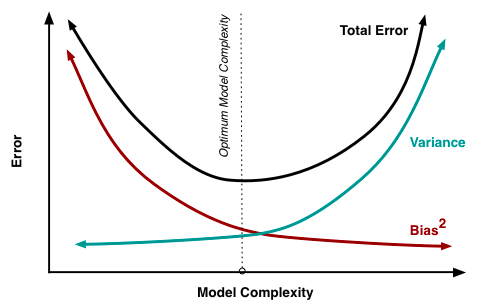 Total Error
Optimum Model Complexity
Variance
Error
Bias²
Model Complexity